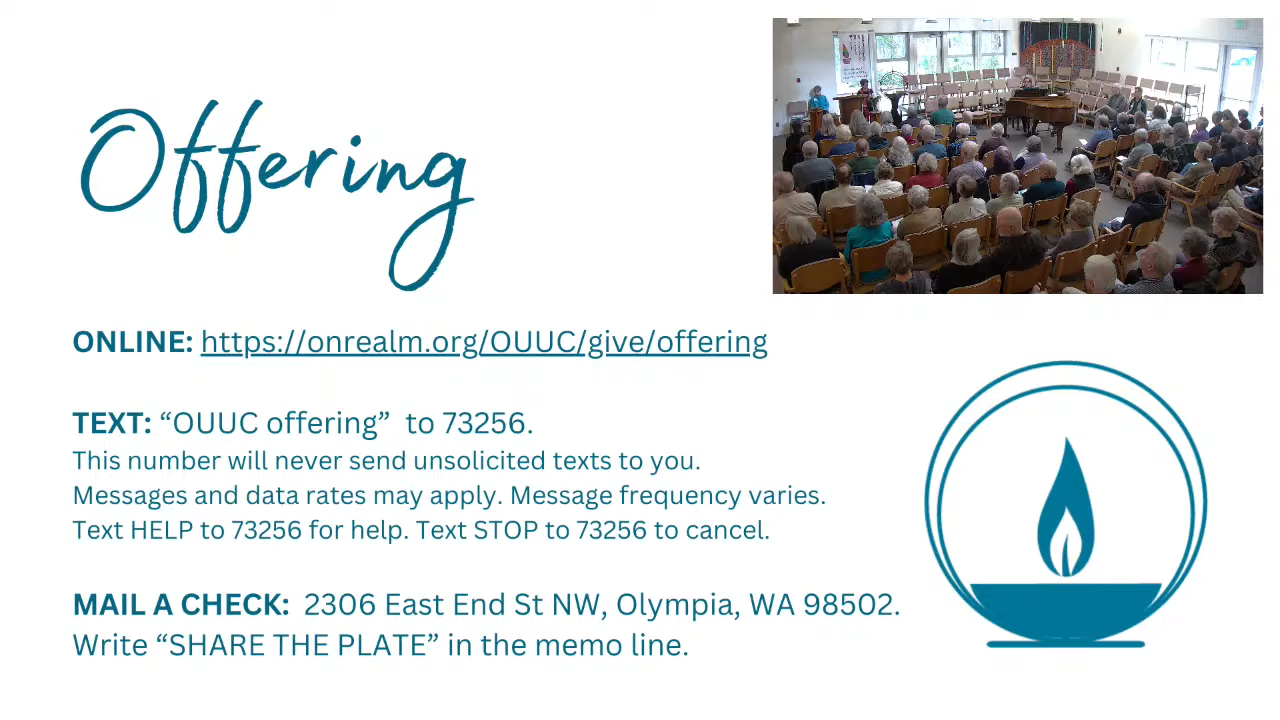 Offering
ONLINE: https://onrealm.org/OUUC/give/offering
TEXT: “OUUC offering”  to 73256.
This number will never send unsolicited texts to you.
Messages and data rates may apply. Message frequency varies.
Text HELP to 73256 for help. Text STOP to 73256 to cancel.
MAIL A CHECK:  2306 East End St NW, Olympia, WA 98502.
Write “SHARE THE PLATE” in the memo line.